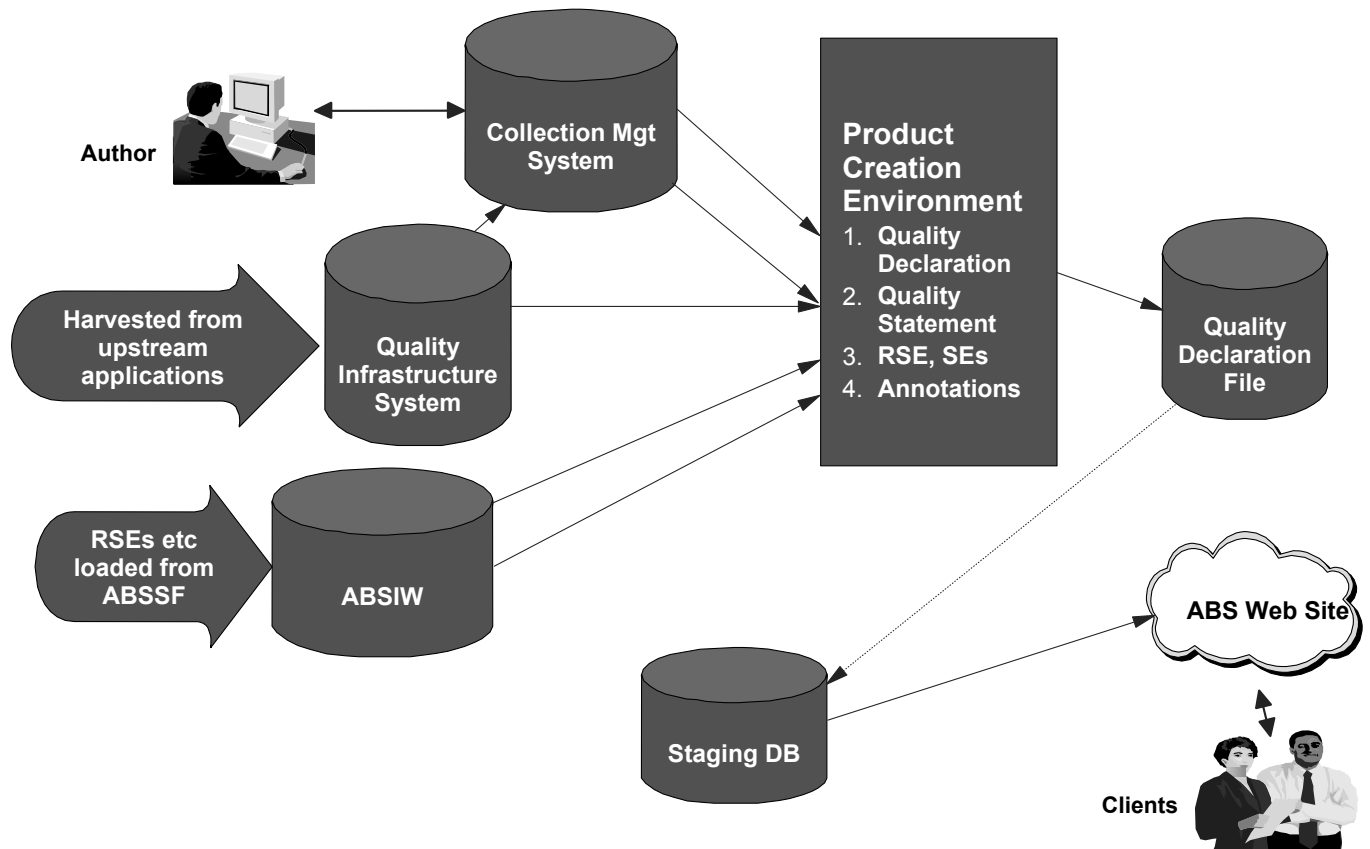 Author
Collection Mgt
System
Harvested from
upstream
applications
Quality
Infrastructure
System
RSEs etc
loaded from
ABSSF
ABSIW
Product
Creation
Environment
1. Quality
Declaration
2. Quality
Statement
3. RSE, SEs
4. Annotations
Quality
Declaration
File
Staging DB
ABS Web Site
Clients